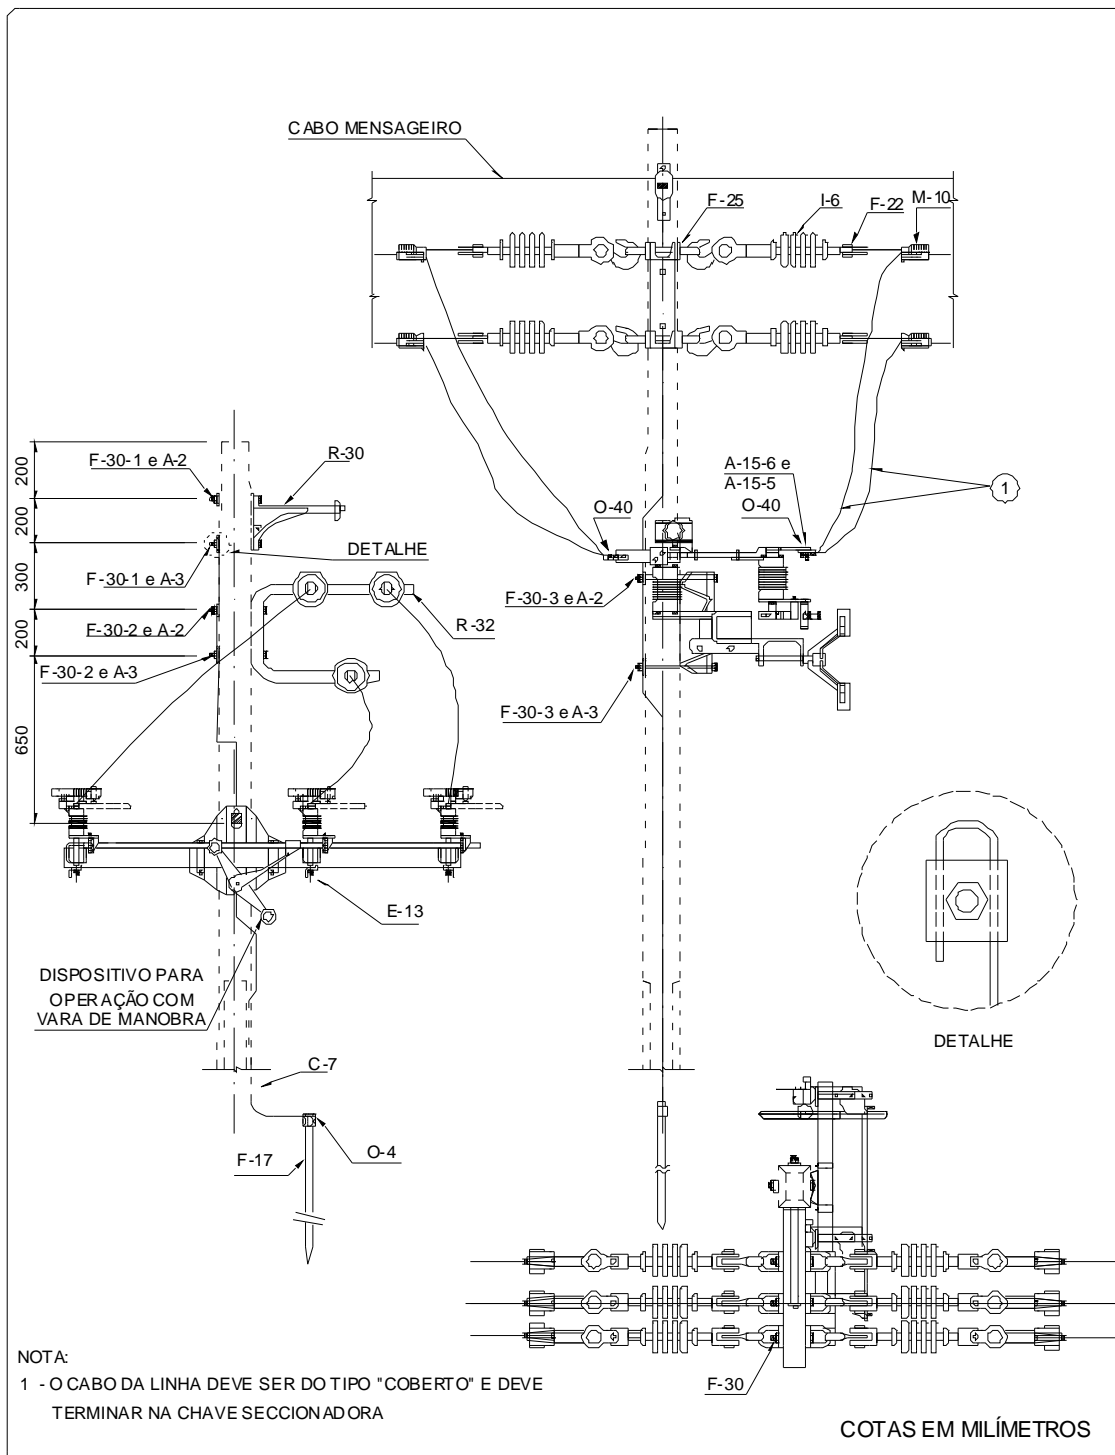 CABO MENSAGEIRO
F-25
I-6
F-22
M-10
200
200
300
200
650
F-30-1 e A-2
R-30
DETALHE
F-30-1 e A-3
F-30-2 e A-2
F-30-2 e A-3
R-32
A-15-6 e
A-15-5
O-40
O-40
1
F-30-3 e A-2
F-30-3 e A-3
E-13
DISPOSITIVO PARA
OPERAÇÃO COM
VARA DE MANOBRA
DETALHE
C-7
F-17
O-4
F-30
NOTA:
1 - O CABO DA LINHA DEVE SER DO TIPO "COBERTO" E DEVE
TERMINAR NA CHAVE SECCIONADORA
COTAS EM MILÍMETROS